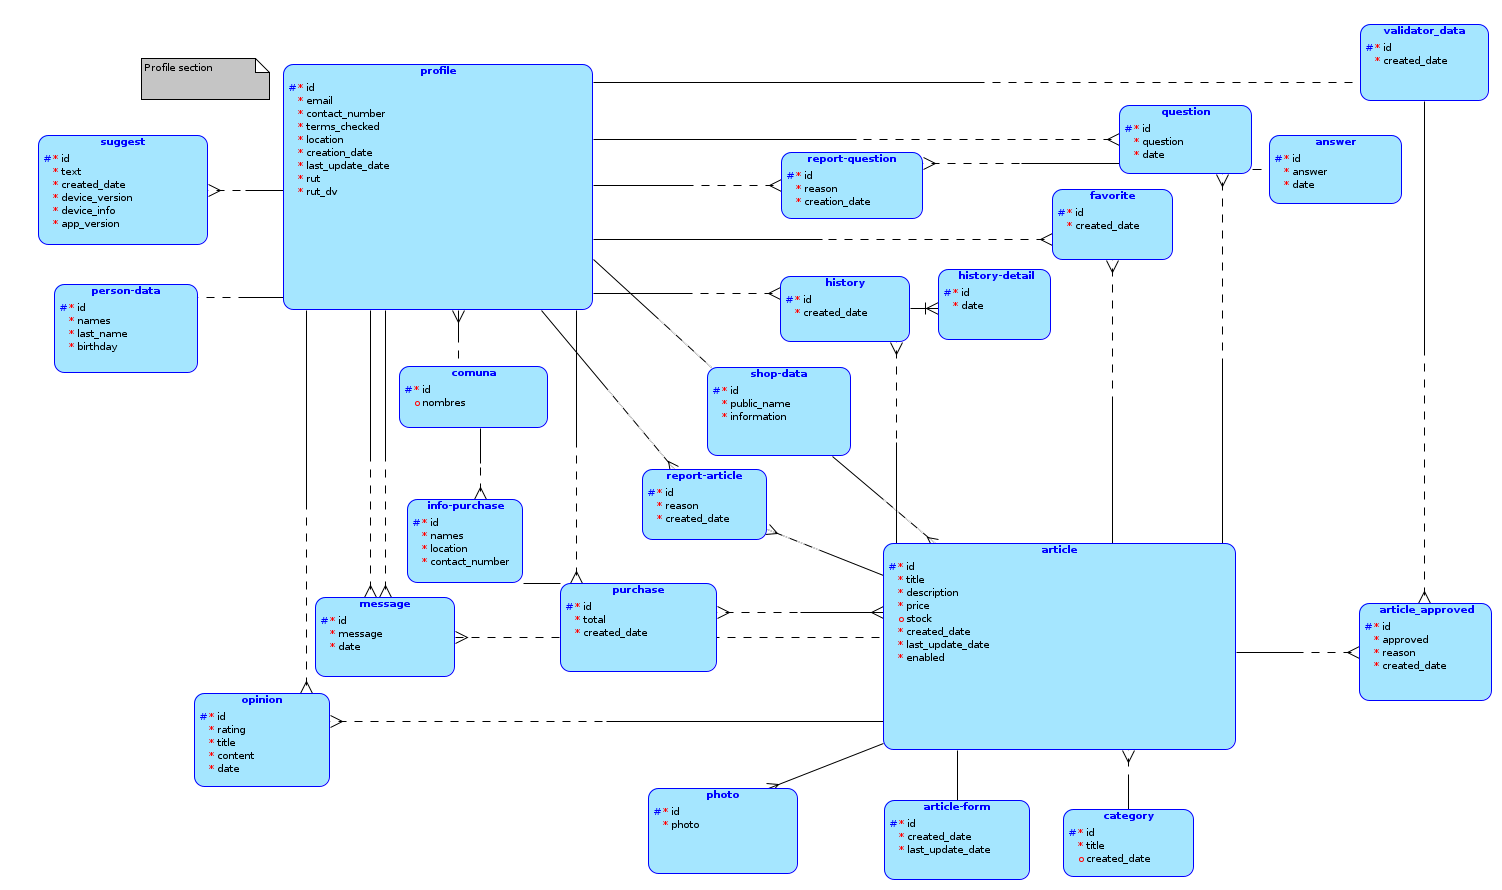 Profile section
profile
#* id
* email
* contact_number
* terms_checked
* location
* creation_date
* last_update_date
* rut
* rut_dv
validator_data
#* id
* created_date
question
#* id
* question
* date
answer
#* id
* answer
* date
suggest
#* id
* text
* created_date
* device_version
* device_info
* app_version
report-question
#* id
* reason
* creation_date
favorite
#* id
* created_date
person-data
#* id
* names
* last_name
* birthday
history
#* id
* created_date
history-detail
#* id
* date
comuna
#* id
o nombres
shop-data
#* id
* public_name
* information
report-article
#* id
* reason
* created_date
info-purchase
#* id
* names
* location
* contact_number
article
#* id
* title
* description
* price
o stock
* created_date
* last_update_date
* enabled
purchase
#* id
* total
* created_date
message
#* id
* message
* date
article_approved
#* id
* approved
* reason
* created_date
opinion
#* id
* rating
* title
* content
* date
photo
#* id
* photo
article-form
#* id
* created_date
* last_update_date
category
#* id
* title
o created_date